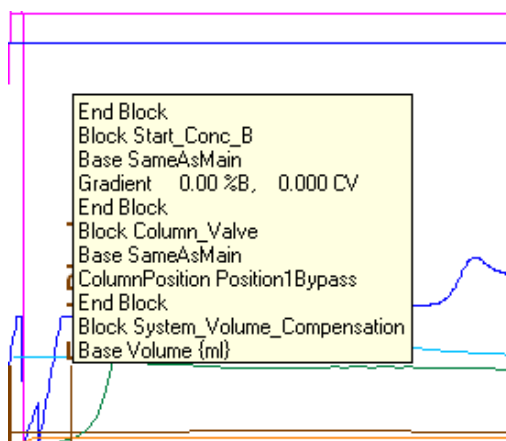 End Block
Block Start_Conc_B
Base SameAsMain
Gradient 0.00 %B, 0.000 CV
End Block
Block Column_Valve
Base SameAsMain
ColumnPosition Position1Bypass
End Block
Block System_Volume_Compensation
Base Volume {ml}